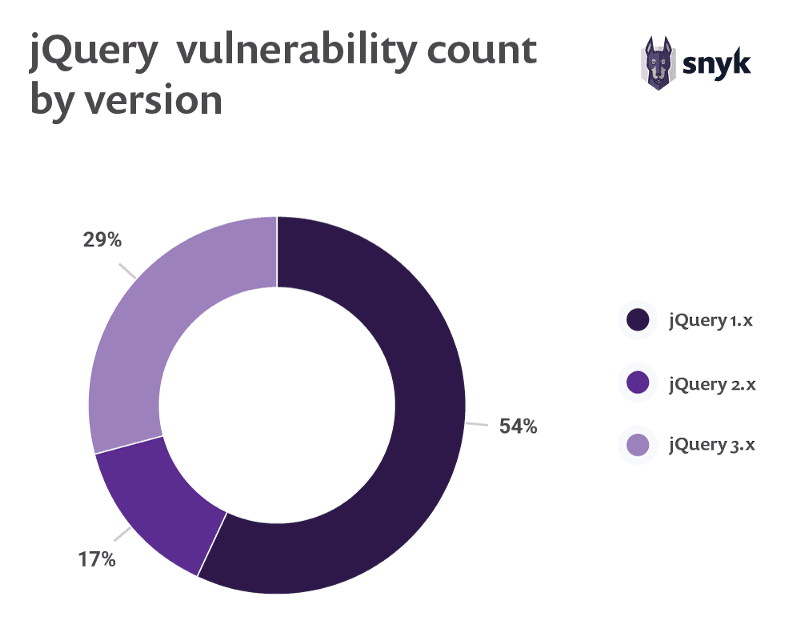 jQuery vulnerability count
by version
snyk
29%
54%
17%
jQuery 1.x
jQuery 2.x
jQuery 3.x